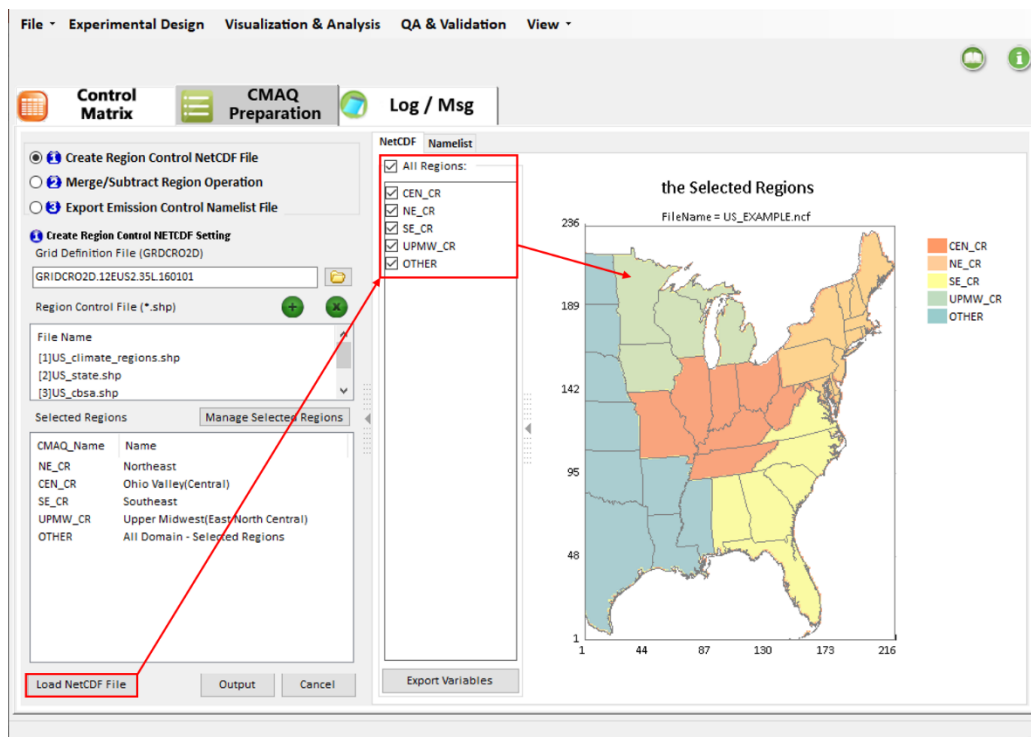 File Experimental Design Visualization & Analysis QA & Validation View
Control Matrix
CMAQ Preparation
Log / Msg
1 Create Region Control NetCDF File
2 Merge/Subtract Region Operation
3 Export Emission Control Namelist File
1 Create Region Control NETCDF Setting
Grid Definition File (GRDCRO2D)
GRIDCRO2D.12EUS2.35L.160101
Region Control File (*.shp)
File Name
[1]US_climate_regions.shp
[2]US_state.shp
[3]US_cbsa.shp
Selected Regions Manage Selected Regions
CMAQ_Name Name
NE_CR Northeast
CEN_CR Ohio Valley(Central)
SE_CR Southeast
UPMW_CR Upper Midwest(East North Central)
OTHER All Domain - Selected Regions
Load NetCDF File Output Cancel
NetCDF Namelist
All Regions:
CEN_CR
NE_CR
SE_CR
UPMW_CR
OTHER
Export Variables
the Selected Regions
FileName = US_EXAMPLE.ncf
236
189
142
95
48
1
1 44 87 130 173 216
CEN_CR
NE_CR
SE_CR
UPMW_CR
OTHER